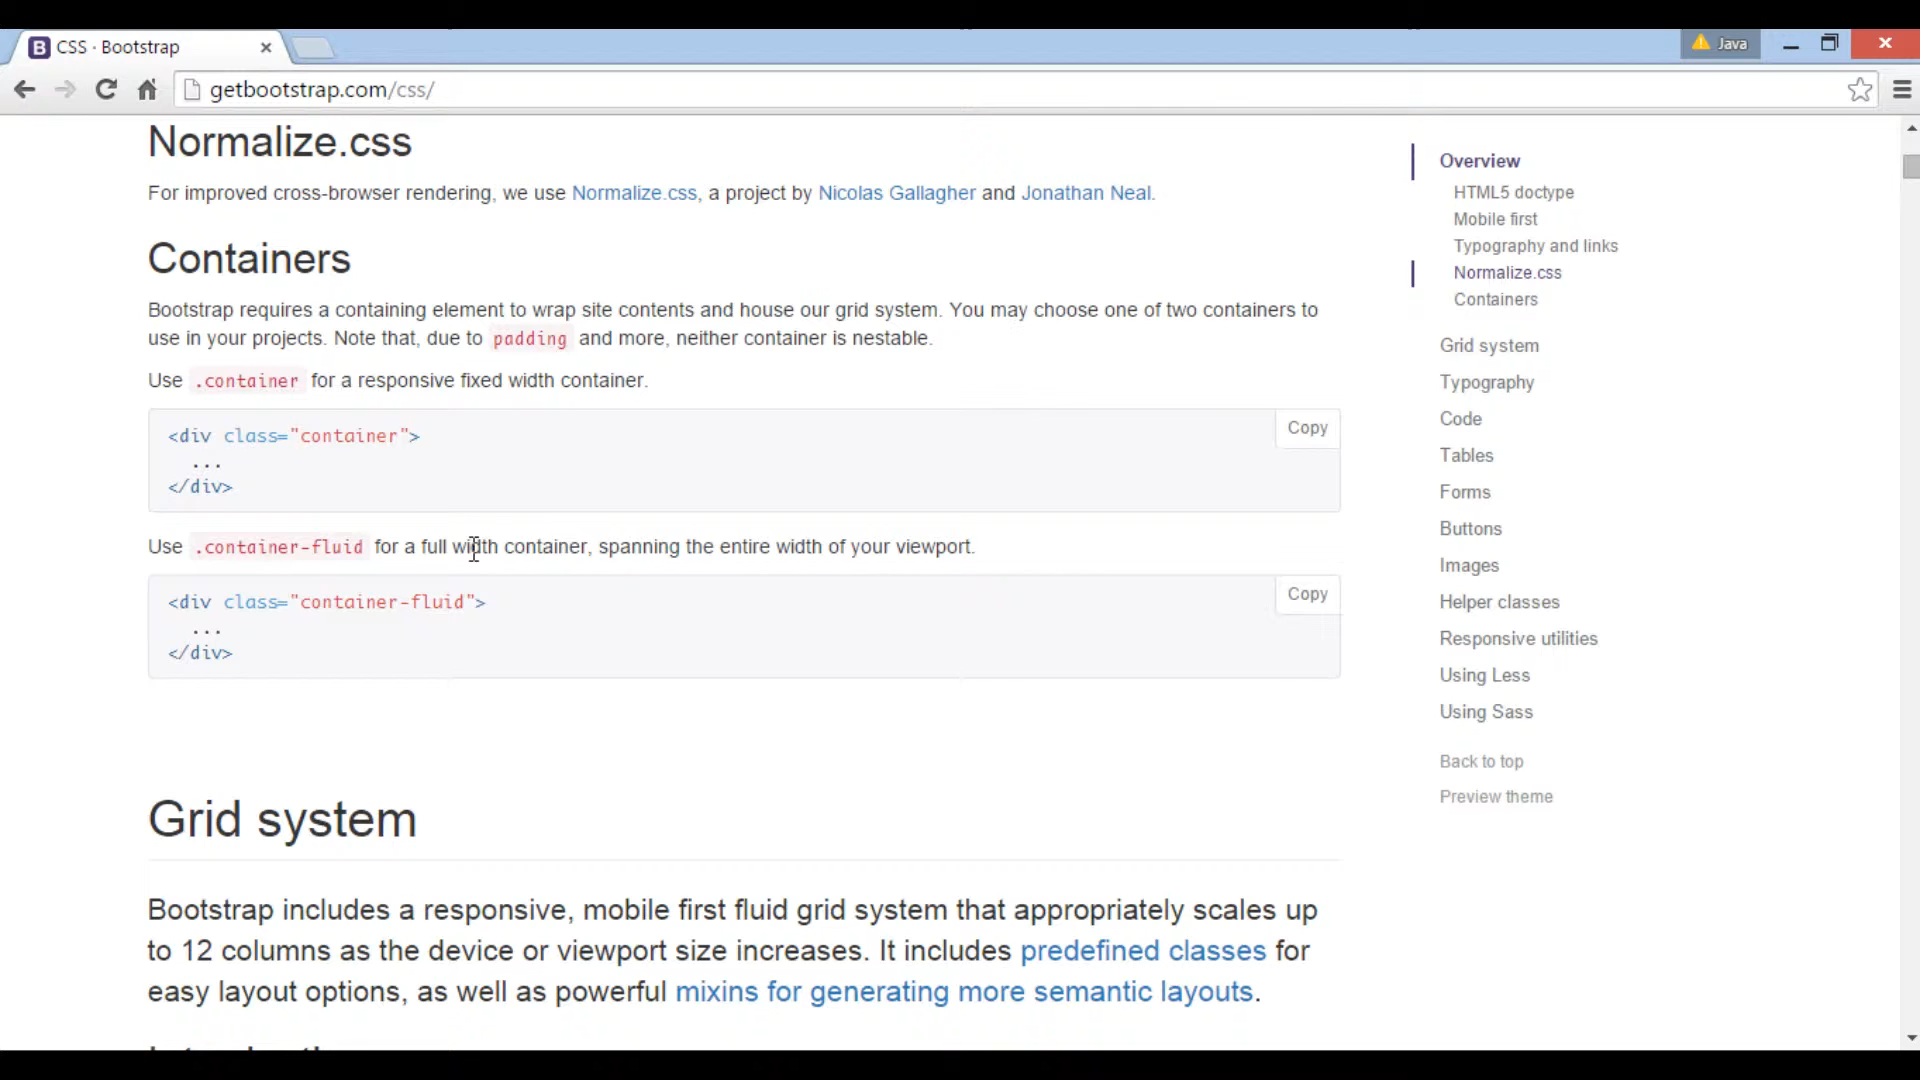 CSS · Bootstrap
Java
getbootstrap.com/css/
Normalize.css
For improved cross-browser rendering, we use Normalize.css, a project by Nicolas Gallagher and Jonathan Neal.
Containers
Bootstrap requires a containing element to wrap site contents and house our grid system. You may choose one of two containers to
use in your projects. Note that, due to padding and more, neither container is nestable.
Use .container for a responsive fixed width container.
Copy
<div class="container">
...
</div>
Use .container-fluid for a full width container, spanning the entire width of your viewport.
Copy
<div class="container-fluid">
...
</div>
Grid system
Bootstrap includes a responsive, mobile first fluid grid system that appropriately scales up
to 12 columns as the device or viewport size increases. It includes predefined classes for
easy layout options, as well as powerful mixins for generating more semantic layouts.
Overview
HTML5 doctype
Mobile first
Typography and links
Normalize.css
Containers
Grid system
Typography
Code
Tables
Forms
Buttons
Images
Helper classes
Responsive utilities
Using Less
Using Sass
Back to top
Preview theme